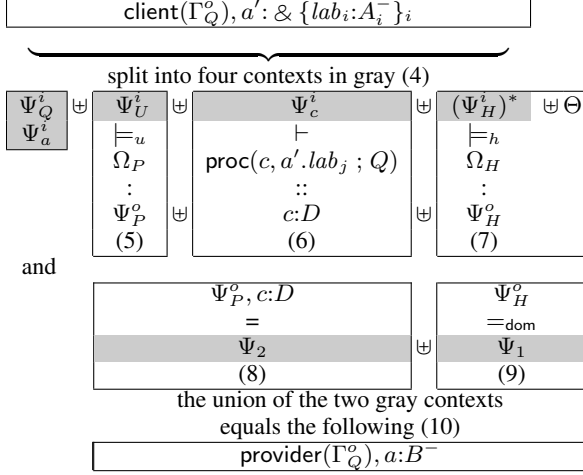 client(Γ_Q^o), a′: & {lab_i:A_i^−}_i
split into four contexts in gray (4)
Ψ_Q^i ⊎ Ψ_U^i ⊎ Ψ_c^i ⊎ (Ψ_H^i)* ⊎ Θ
Ψ_a^i ⊨_u ⊢ ⊨_h
Ω_P proc(c, a′.lab_j ; Q) Ω_H
: :: :
Ψ_P^o ⊎ c:D ⊎ Ψ_H^o
(5) (6) (7)
and
Ψ_P^o, c:D Ψ_H^o
= =_dom
Ψ_2 ⊎ Ψ_1
(8) (9)
the union of the two gray contexts
equals the following (10)
provider(Γ_Q^o), a:B^−